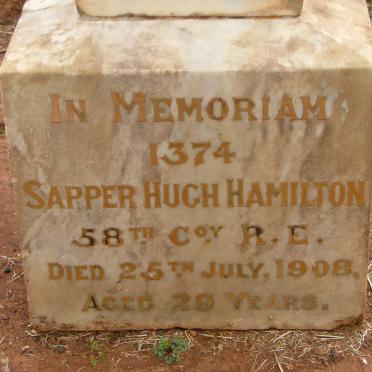 IN MEMORIAM
1374
SAPPER HUGH HAMILTON
58TH COY R.E.
DIED 25TH JULY, 1908.
AGED 29 YEARS.